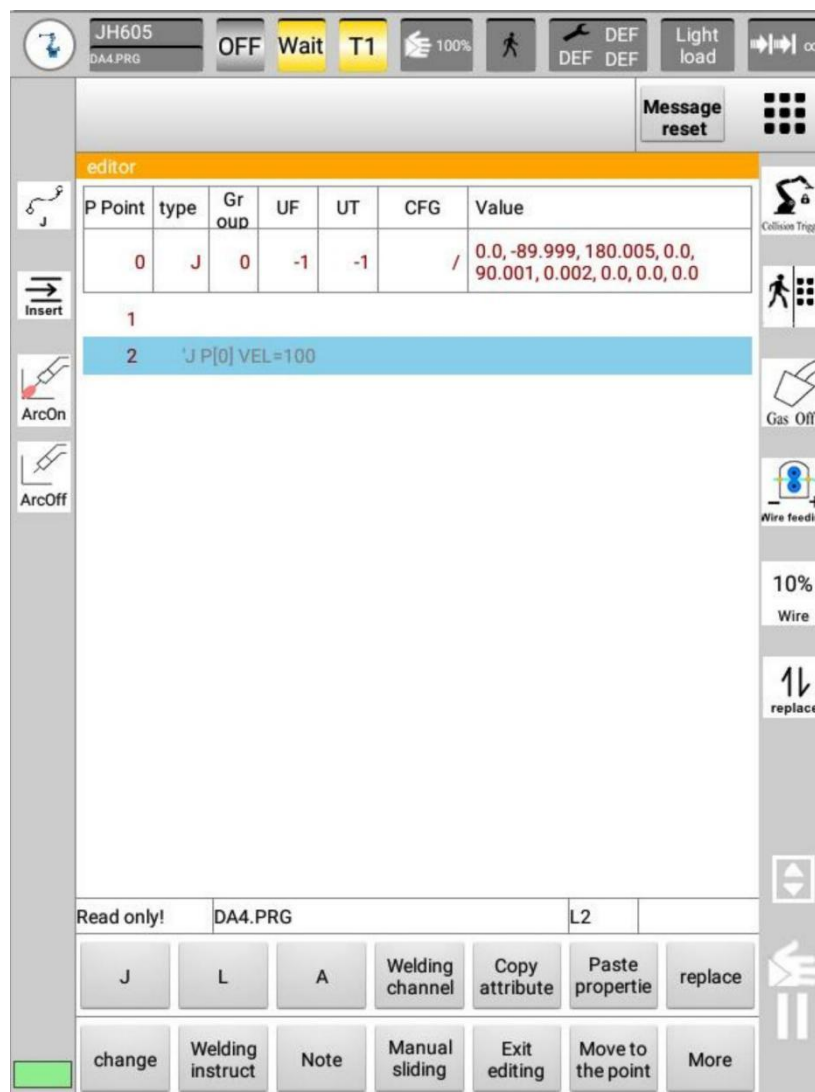 JH605
DA4.PRG
OFF
Wait
T1
100%
DEF
DEF DEF
Light
load
Message
reset
editor
P Point type Gr
oup UF UT CFG Value
0 J 0 -1 -1 / 0.0, -89.999, 180.005, 0.0,
90.001, 0.002, 0.0, 0.0, 0.0
1
2 'J P[0] VEL=100
J
Insert
ArcOn
ArcOff
Collision Trigg
Gas Off
Wire feedi
10%
Wire
replace
Read only! DA4.PRG L2
J
L
A
Welding
channel
Copy
attribute
Paste
propertie
replace
change
Welding
instruct
Note
Manual
sliding
Exit
editing
Move to
the point
More